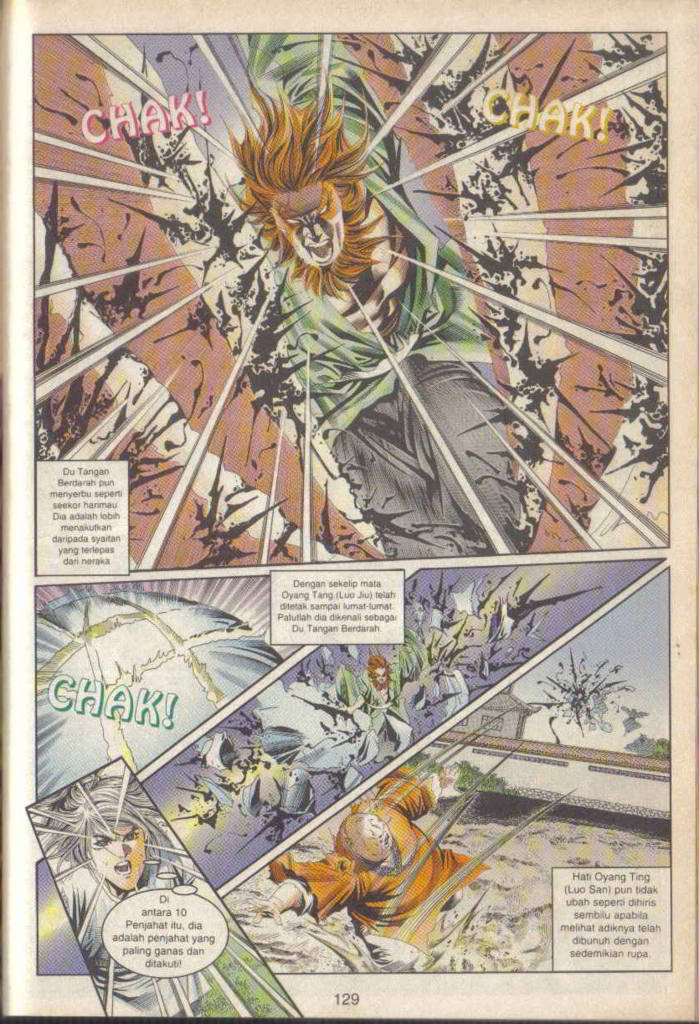 CHAK!
CHAK!
Du Tangan
Berdarah pun
menyerbu seperti
seekor harimau.
Dia adalah lobih
menakutkan
daripada syaitan
yang terlepas
dari neraka
Dengan sekelip mata
Oyang Tang (Luo Jiu) telah
ditetak sampai lumat-lumat.
Patutlah dia dikenali sebagai
Du Tangan Berdarah.
CHAK!
Di
antara 10
Penjahat itu, dia
adalah penjahat yang
paling ganas dan
ditakuti!
Hati Oyang Ting
(Luo San) pun tidak
ubah seperti dihiris
sembilu apabila
melihat adiknya telah
dibunuh dengan
sedemikian rupa.
129